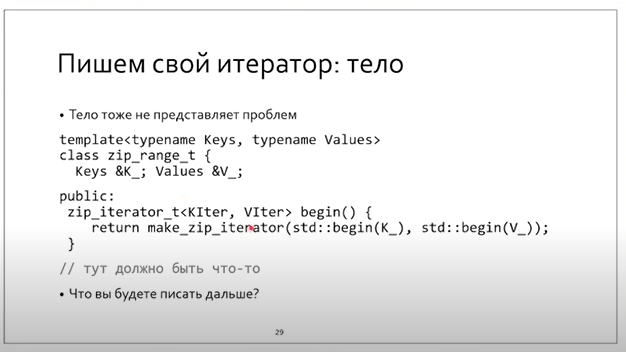 Пишем свой итератор: тело
• Тело тоже не представляет проблем
template<typename Keys, typename Values>
class zip_range_t {
Keys &K_; Values &V_;
public:
zip_iterator_t<KIter, VIter> begin() {
return make_zip_iterator(std::begin(K_), std::begin(V_));
}
// тут должно быть что-то
• Что вы будете писать дальше?
29